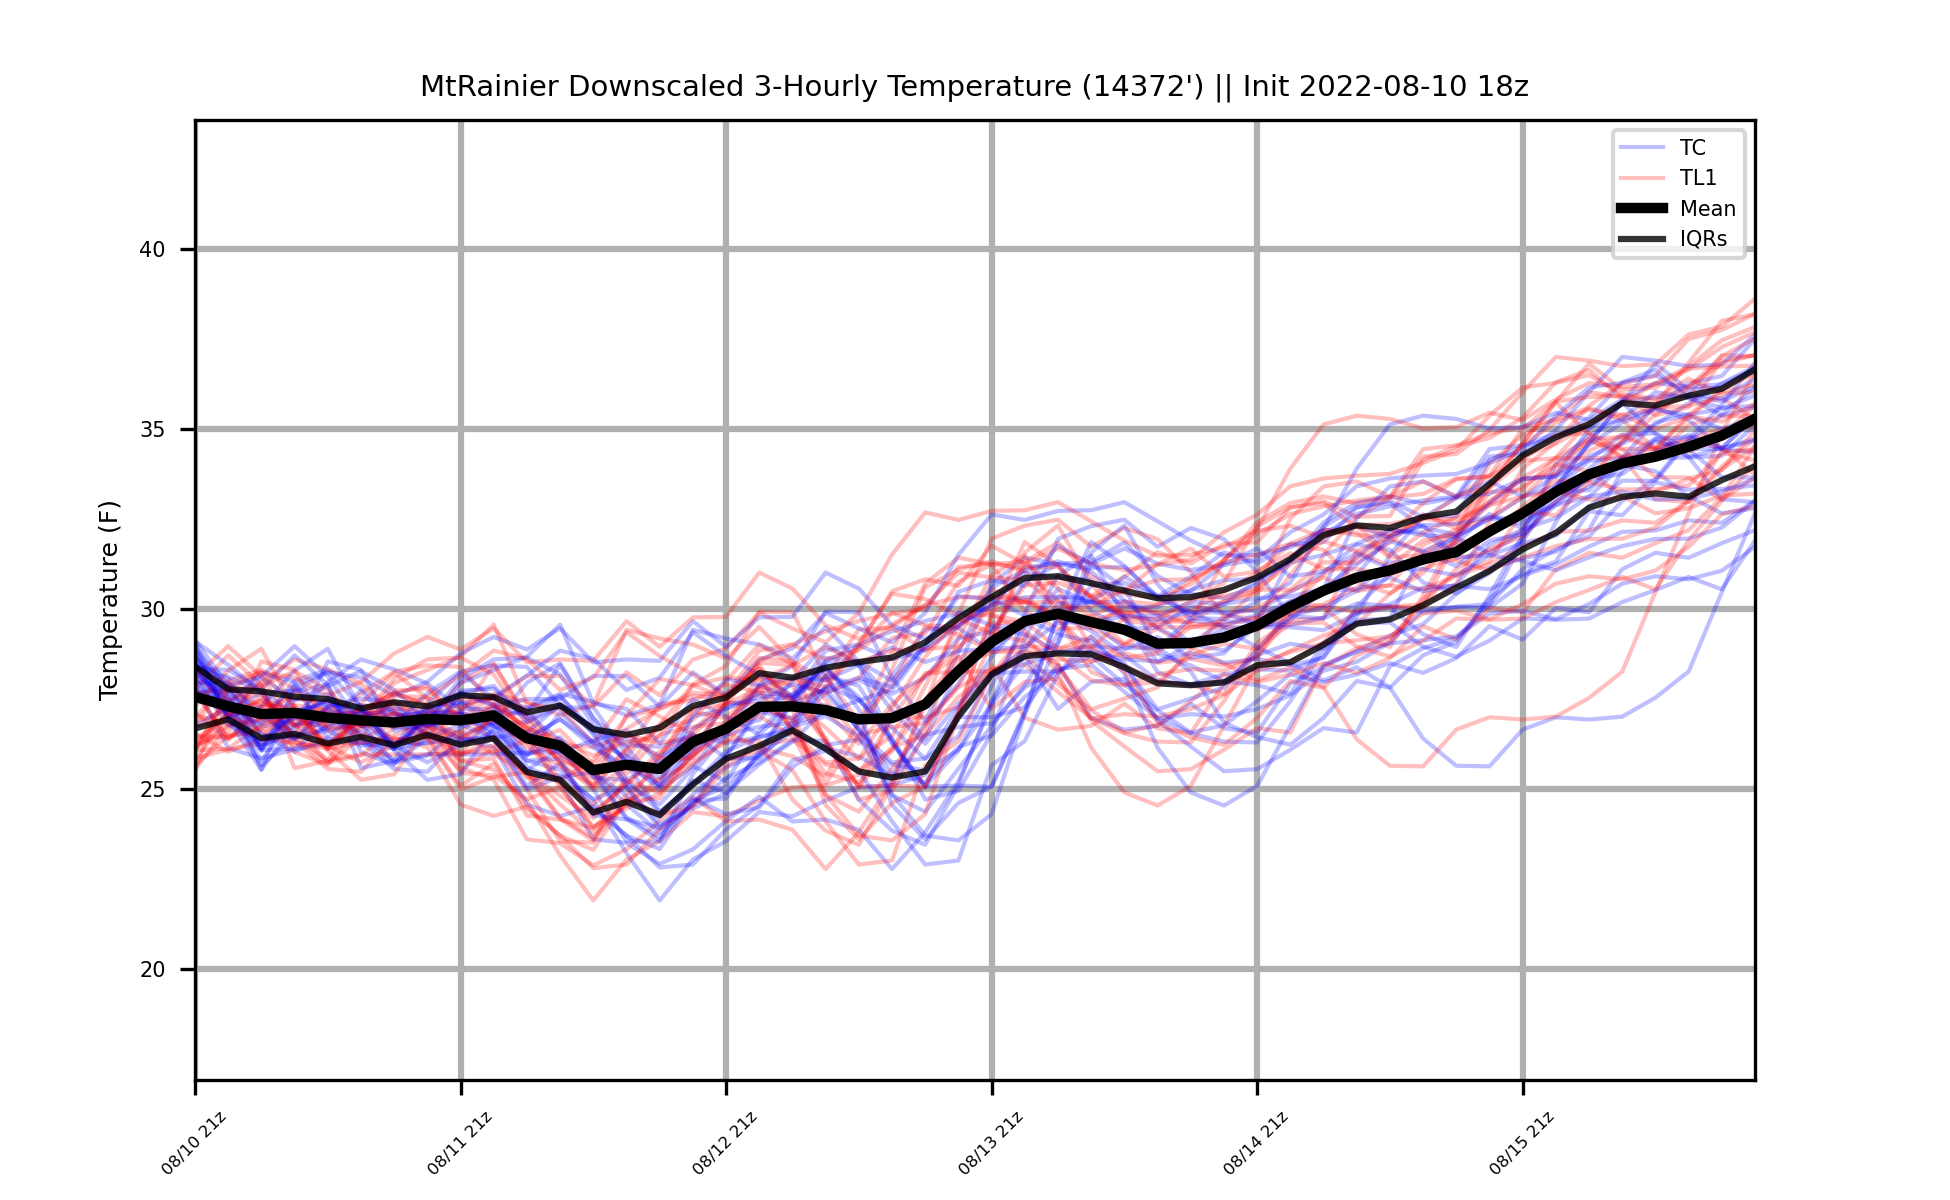 MtRainier Downscaled 3-Hourly Temperature (14372') || Init 2022-08-10 18z
TC
TL1
Mean
IQRs
Temperature (F)
40
35
30
25
20
08/10 21z
08/11 21z
08/12 21z
08/13 21z
08/14 21z
08/15 21z